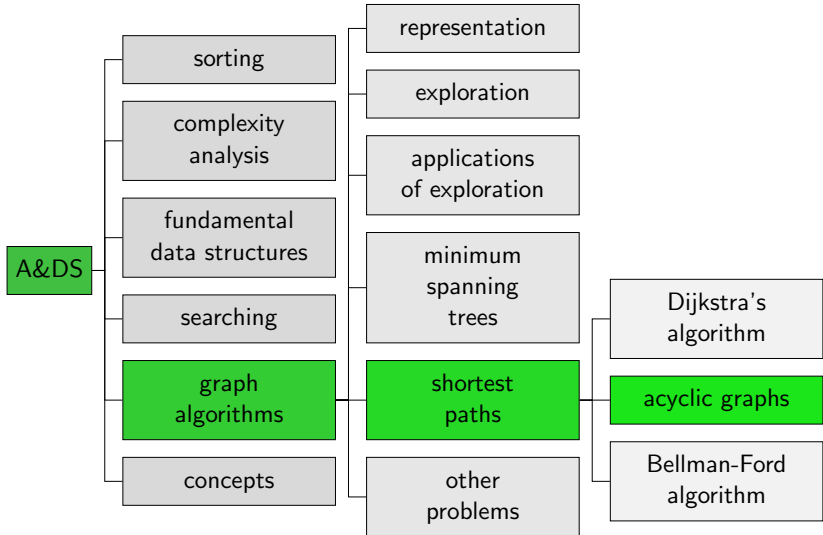 A&DS
sorting
complexity
analysis
fundamental
data structures
searching
graph
algorithms
concepts
representation
exploration
applications
of exploration
minimum
spanning
trees
shortest
paths
other
problems
Dijkstra's
algorithm
acyclic graphs
Bellman-Ford
algorithm